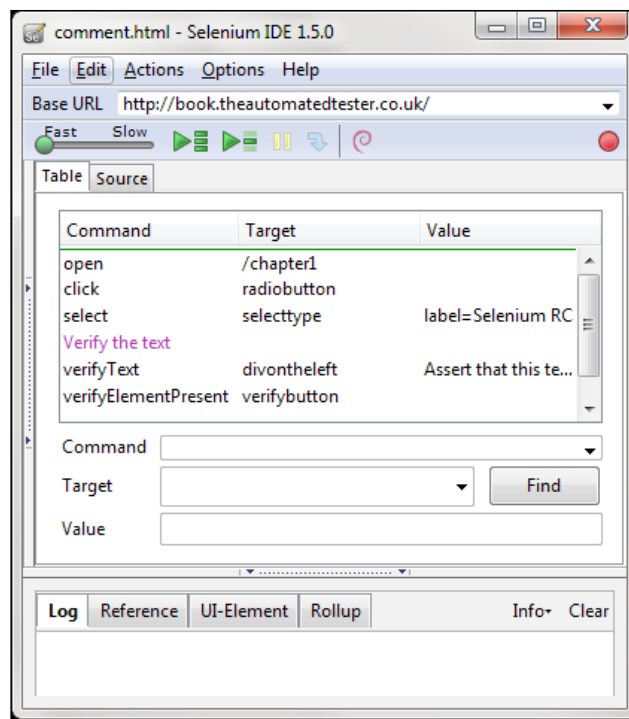 comment.html - Selenium IDE 1.5.0
File Edit Actions Options Help
Base URL http://book.theautomatedtester.co.uk/
Fast Slow
Table Source
Command Target Value
open /chapter1
click radiobutton
select selecttype label=Selenium RC
Verify the text
verifyText divontheleft Assert that this te...
verifyElementPresent verifybutton
Command
Target Find
Value
Log Reference UI-Element Rollup Info Clear